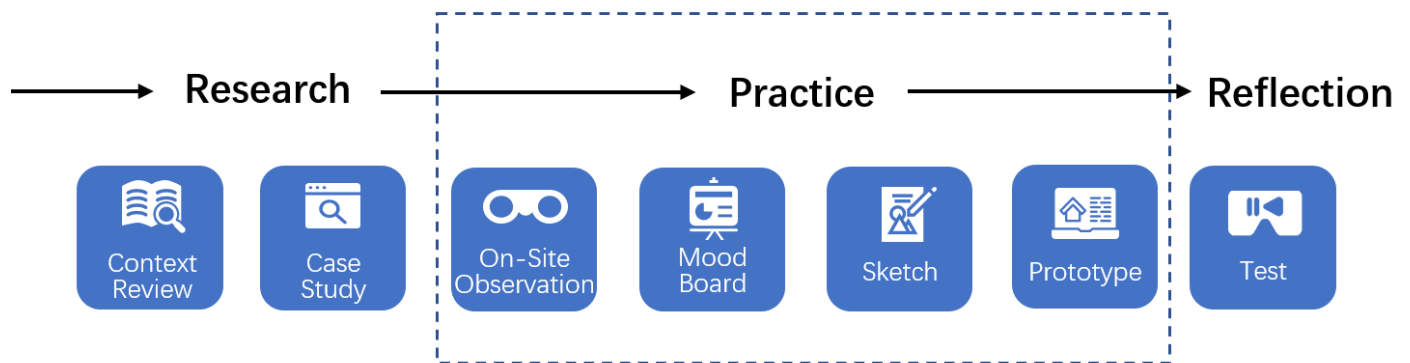 Research
Practice
Reflection
Context
Review
Case
Study
On-Site
Observation
Mood
Board
Sketch
Prototype
Test